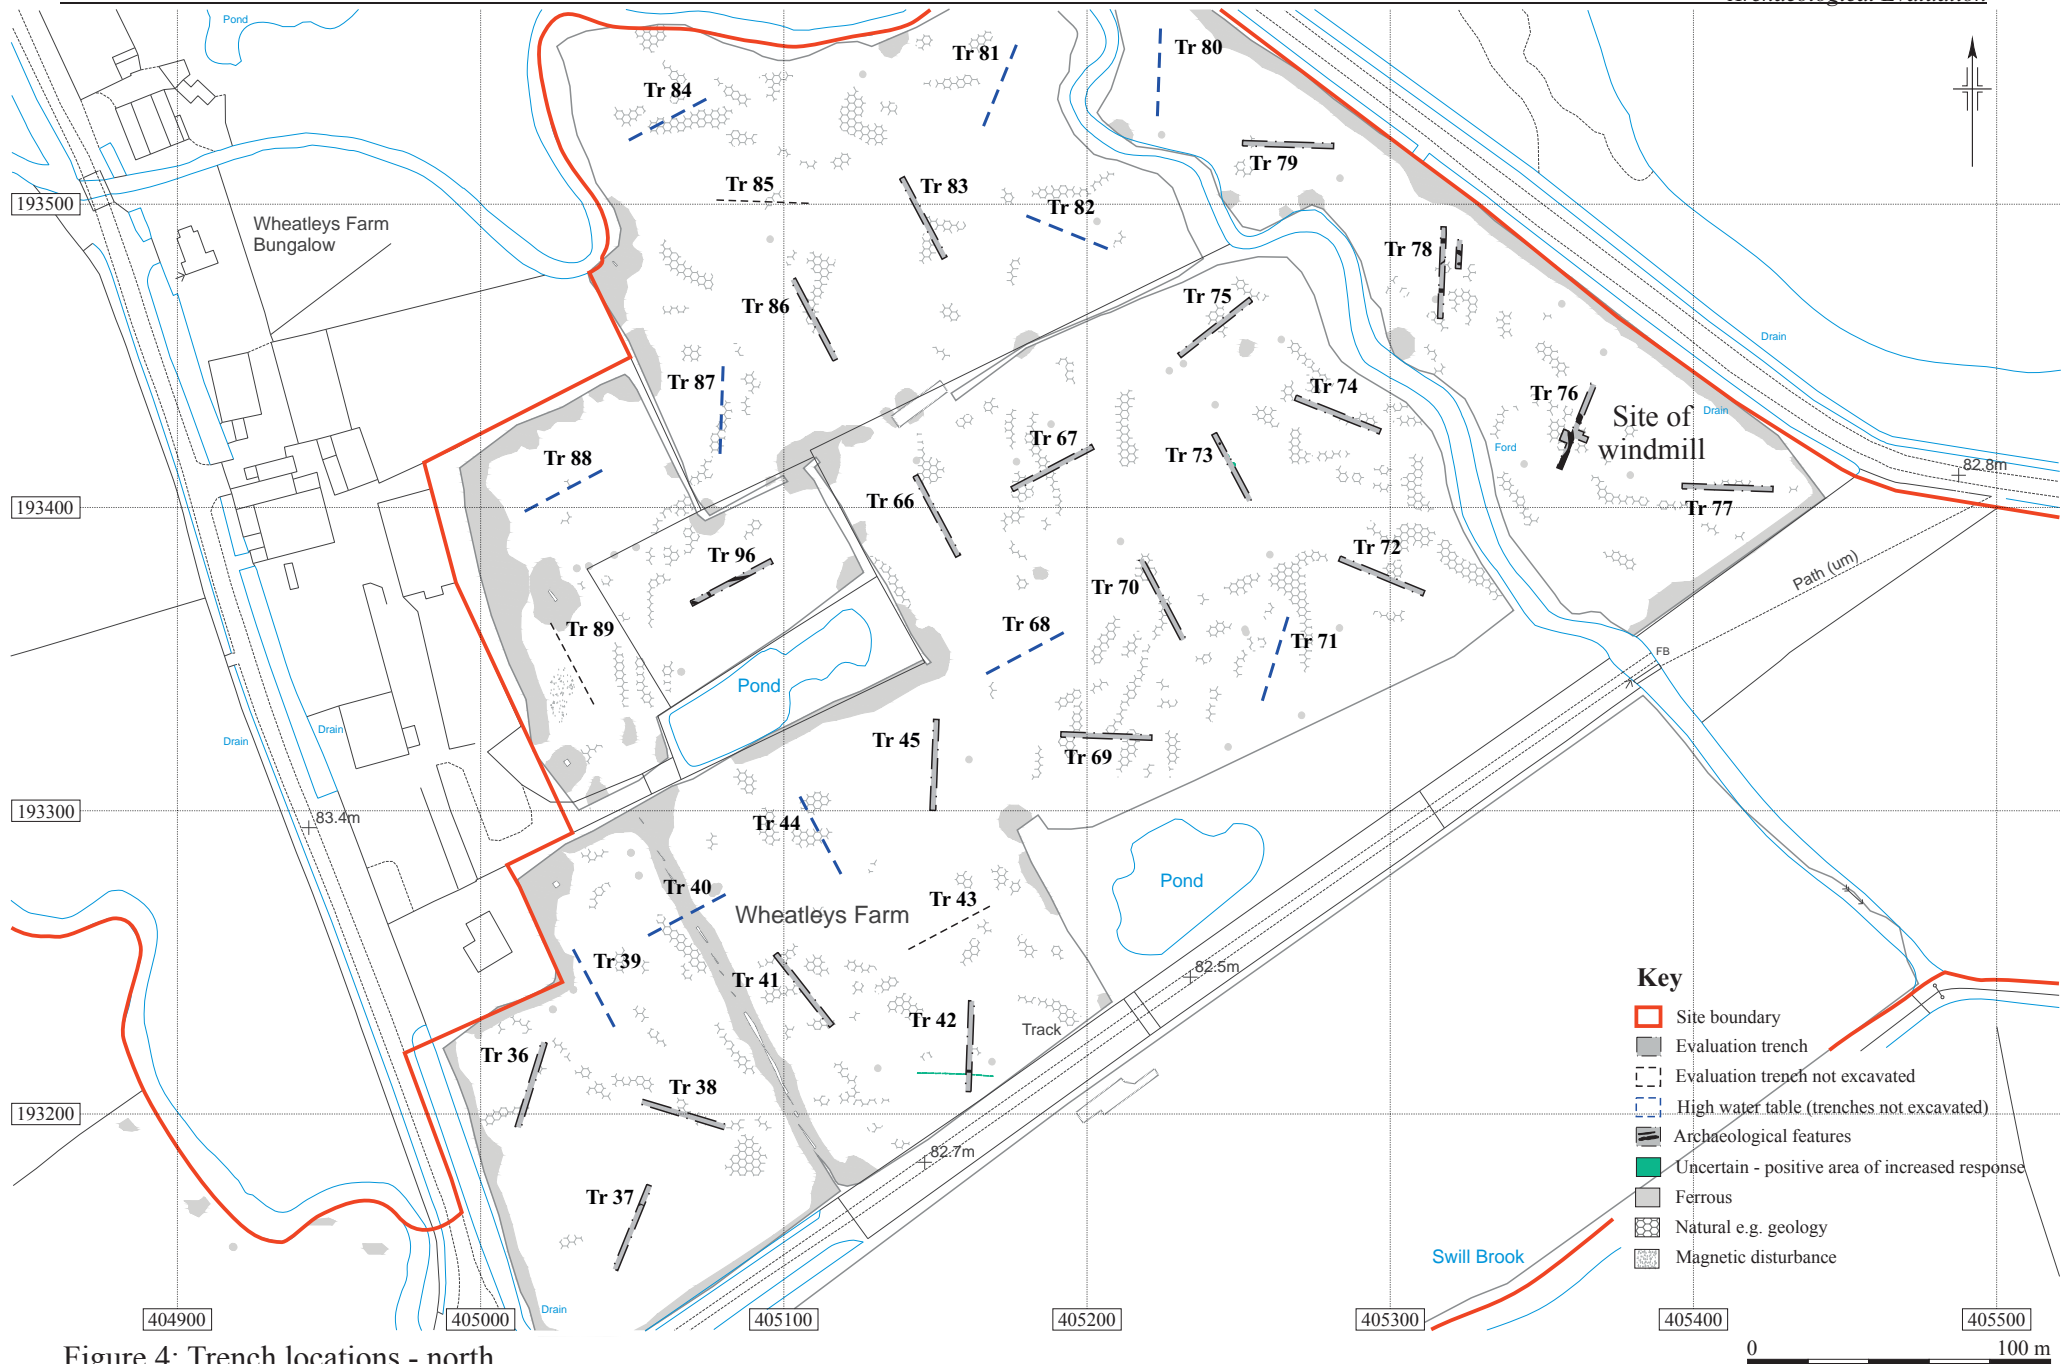 Archaeological Evaluation
Pond
Tr 80
Tr 81
Tr 84
Tr 79
Tr 85
Tr 83
Tr 82
193500
Wheatleys Farm
Bungalow
Tr 78
Tr 75
Tr 86
Drain
Tr 87
Tr 74
Tr 76
Site of
windmill
Drain
Tr 67
Tr 73
Ford
Tr 88
82.8m
Tr 66
193400
Tr 77
Tr 96
Tr 72
Path (um)
Tr 70
Tr 89
Tr 68
Tr 71
FB
Pond
Drain
Drain
Tr 45
Tr 69
193300
83.4m
Tr 44
Pond
Tr 40
Tr 43
Wheatleys Farm
Tr 39
Tr 41
82.5m
Tr 42
Track
Tr 36
Tr 38
193200
82.7m
Tr 37
Swill Brook
Drain
Key
Site boundary
Evaluation trench
Evaluation trench not excavated
High water table (trenches not excavated)
Archaeological features
Uncertain - positive area of increased response
Ferrous
Natural e.g. geology
Magnetic disturbance
404900
405000
405100
405200
405300
405400
405500
0
100 m
Figure 4: Trench locations - north